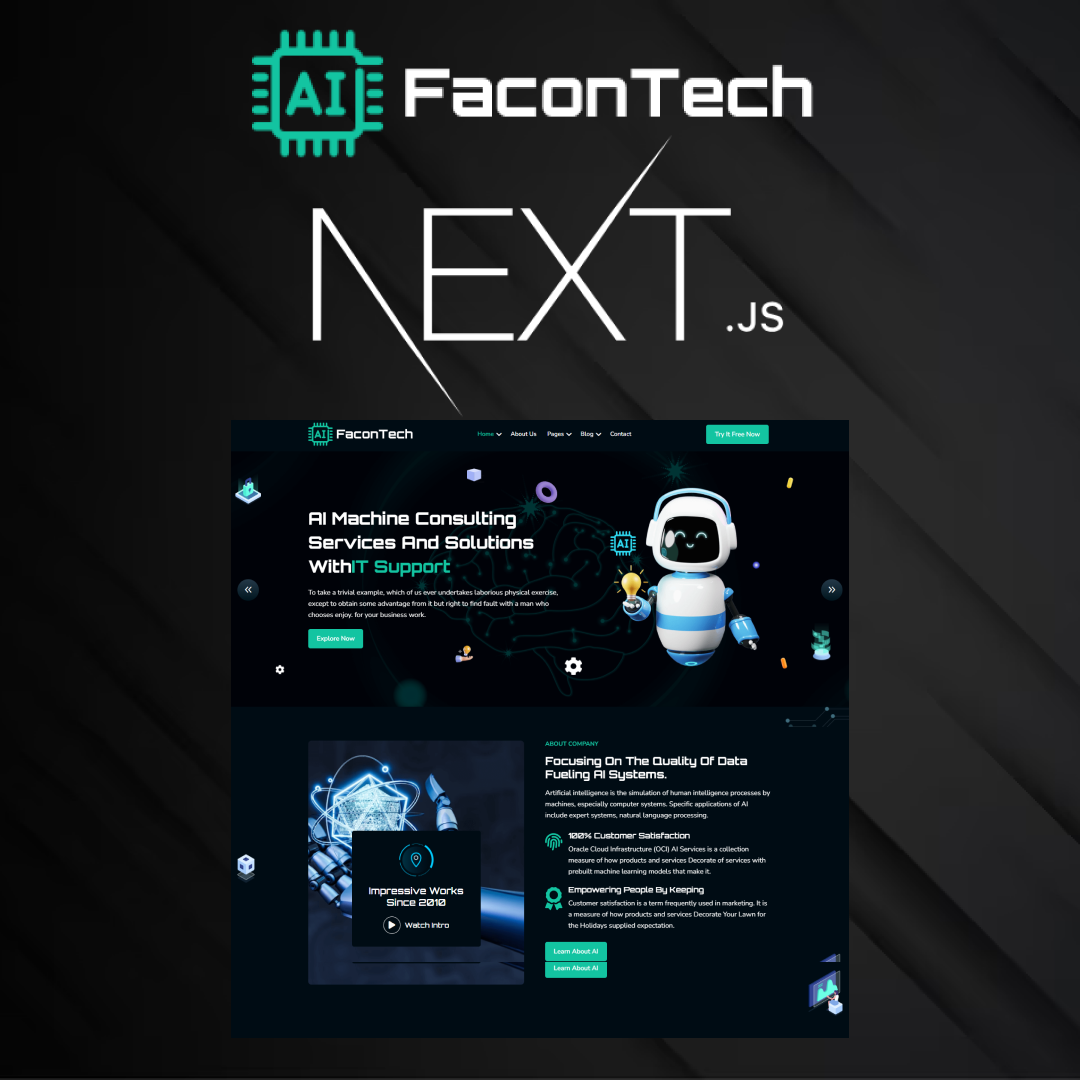 AI FaconTech
NEXT.JS
AI FaconTech Home About Us Pages Blog Contact Try It Free Now
AI Machine Consulting
Services And Solutions
WithIT Support
AI
To take a trivial example, which of us ever undertakes laborious physical exercise,
except to obtain some advantage from it but right to find fault with a man who
chooses enjoy. for your business work.
Explore Now
ABOUT COMPANY
Focusing On The Quality Of Data
Fueling AI Systems.
Artificial intelligence is the simulation of human intelligence processes by
machines, especially computer systems. Specific applications of AI
include expert systems, natural language processing.
100% Customer Satisfaction
Oracle Cloud Infrastructure (OCI) AI Services is a collection
measure of how products and services Decorate of services with
prebuilt machine learning models that make it.
Impressive Works
Since 2010
Watch Intro
Empowering People By Keeping
Customer satisfaction is a term frequently used in marketing. It is
a measure of how products and services Decorate Your Lawn for
the Holidays supplied expectation.
Learn About AI
Learn About AI